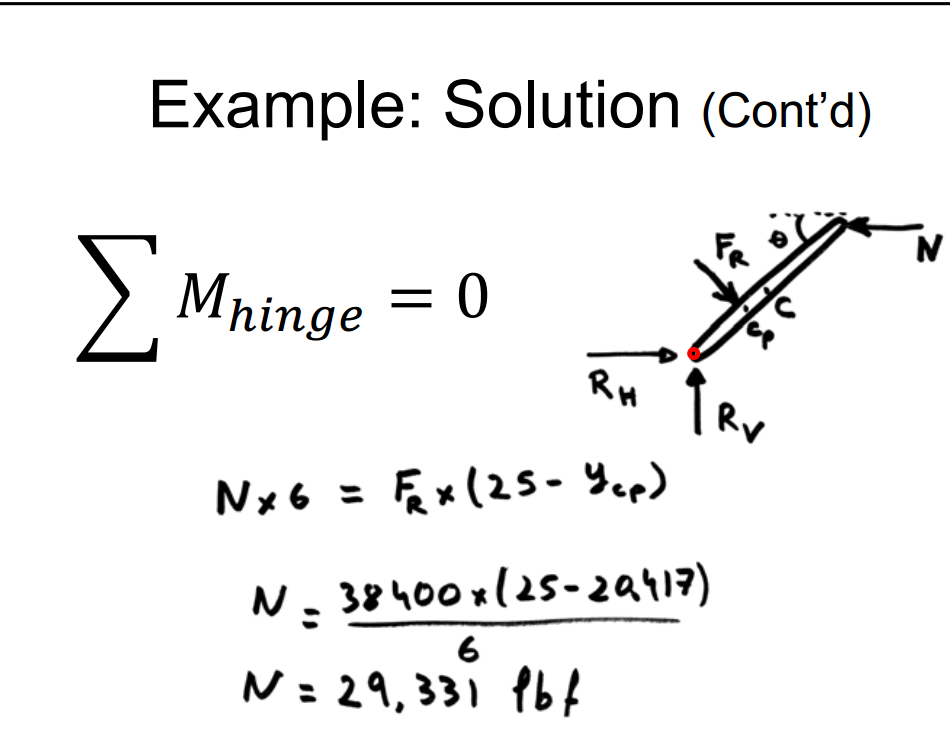 Example: Solution (Cont’d)
∑ M_hinge = 0
F_R
θ
N
C
C_P
R_H
R_V
N × 6 = F_R × (25 - y_cp)
N = 38400 × (25 - 20.417)
6
N = 29,331 lbf